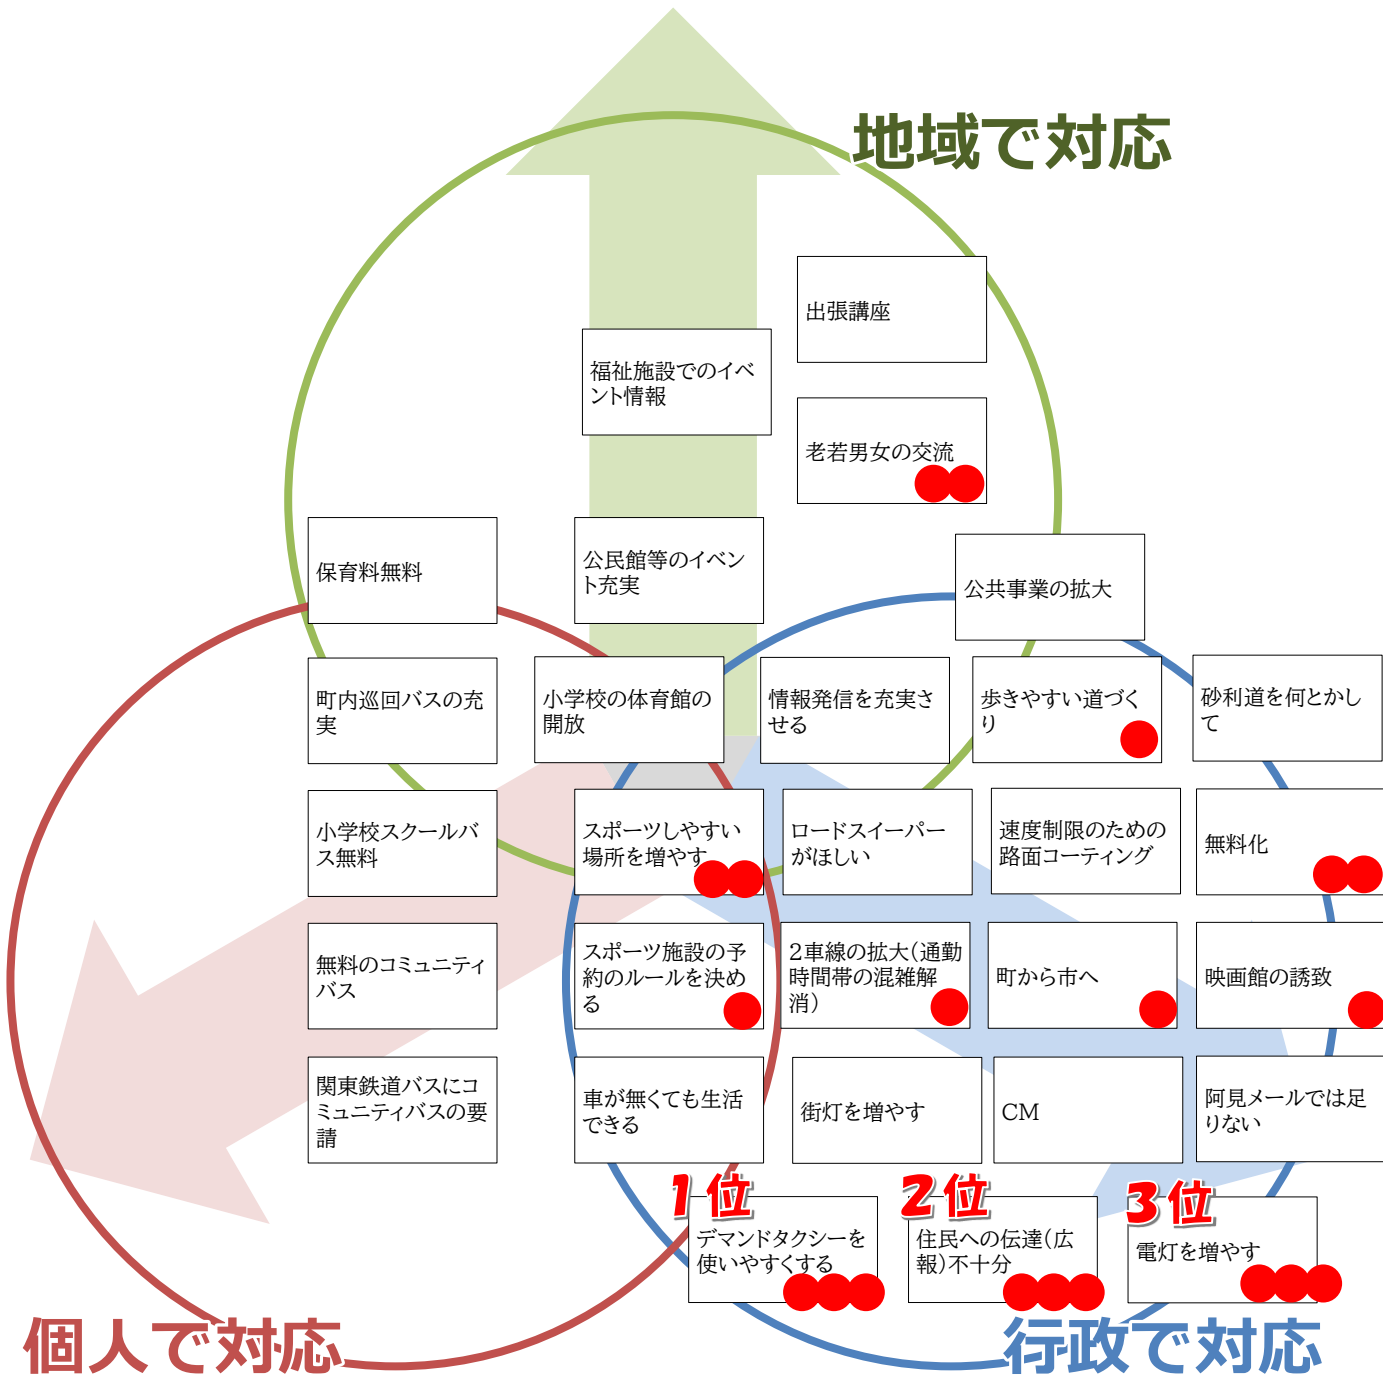 地域で対応
出張講座
福祉施設でのイベ
ント情報
老若男女の交流
保育料無料
公民館等のイベン
ト充実
公共事業の拡大
町内巡回バスの充
実
小学校の体育館の
開放
情報発信を充実さ
せる
歩きやすい道づく
り
砂利道を何とかし
て
小学校スクールバ
ス無料
スポーツしやすい
場所を増やす
ロードスイーパー
がほしい
速度制限のための
路面コーティング
無料化
無料のコミュニティ
バス
スポーツ施設の予
約のルールを決め
る
2車線の拡大(通勤
時間帯の混雑解
消)
町から市へ
映画館の誘致
関東鉄道バスにコ
ミュニティバスの要
請
車が無くても生活
できる
街灯を増やす
CM
阿見メールでは足
りない
1位
デマンドタクシーを
使いやすくする
2位
住民への伝達(広
報)不十分
3位
電灯を増やす
個人で対応
行政で対応